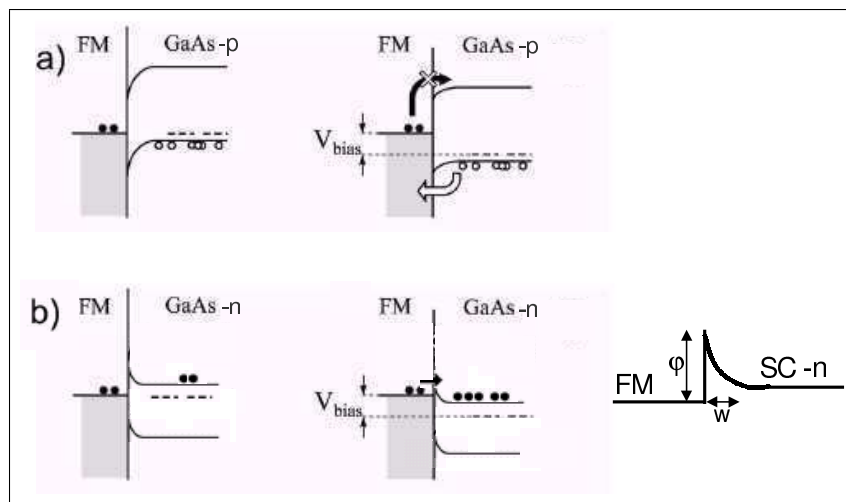 a)
FM GaAs-p
FM GaAs-p
V bias
b)
FM GaAs-n
FM GaAs-n
V bias
φ
FM SC-n
w